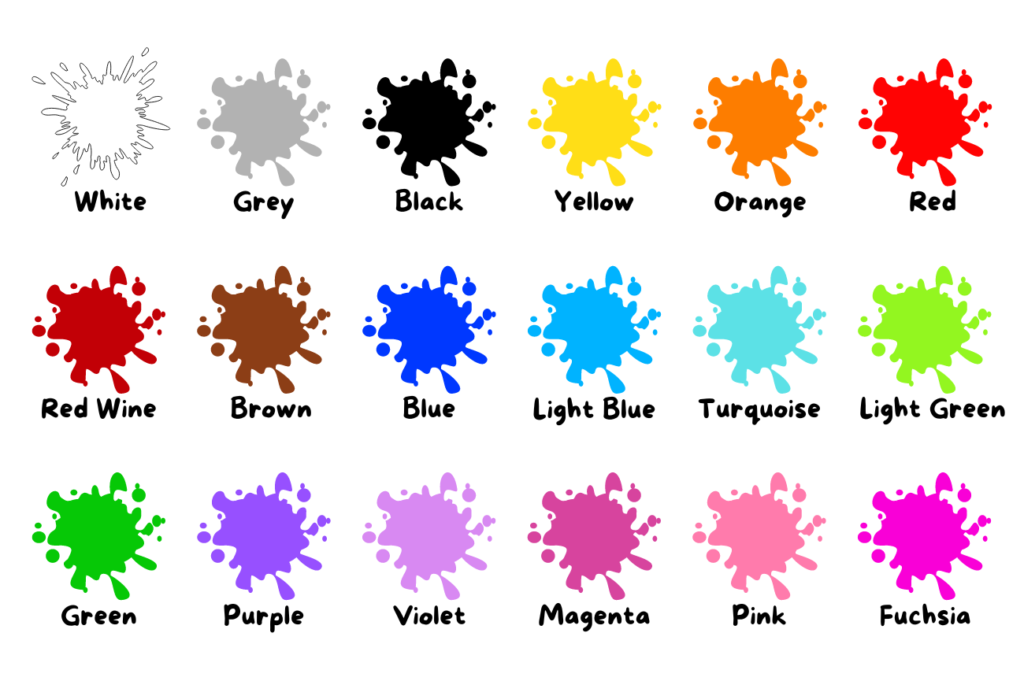 White Grey Black Yellow Orange Red
Red Wine Brown Blue Light Blue Turquoise Light Green
Green Purple Violet Magenta Pink Fuchsia